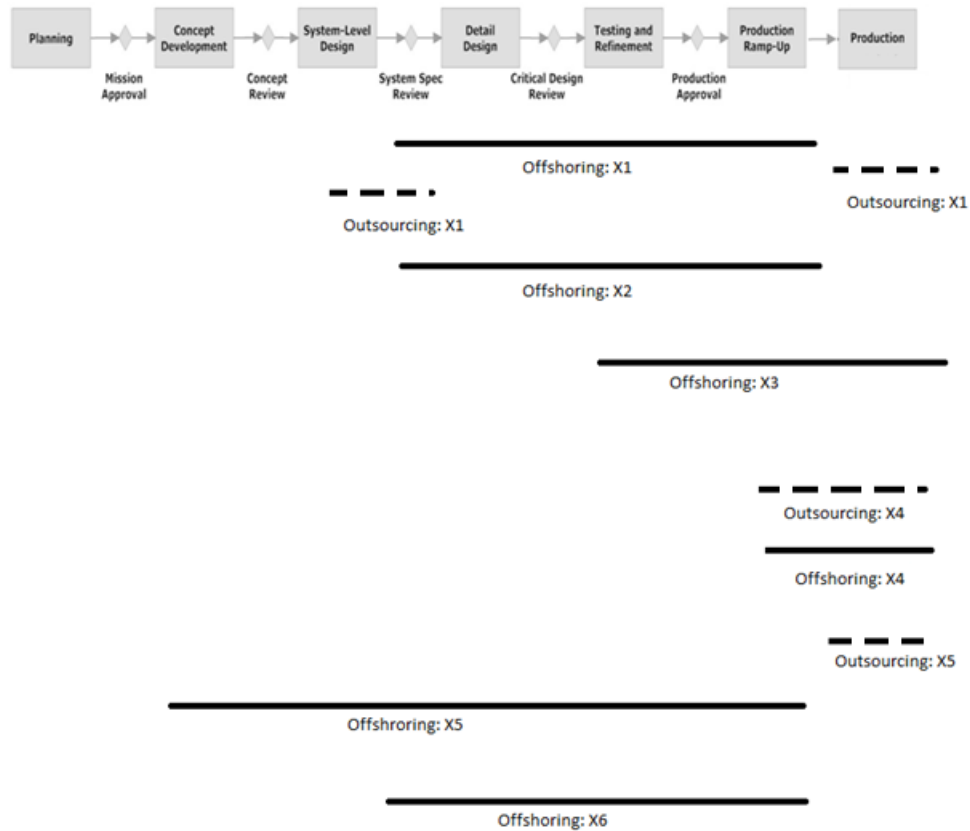 Planning
Concept
Development
System-Level
Design
Detail
Design
Testing and
Refinement
Production
Ramp-Up
Production
Mission
Approval
Concept
Review
System Spec
Review
Critical Design
Review
Production
Approval
Offshoring: X1
Outsourcing: X1
Outsourcing: X1
Offshoring: X2
Offshoring: X3
Outsourcing: X4
Offshoring: X4
Outsourcing: X5
Offshroring: X5
Offshoring: X6